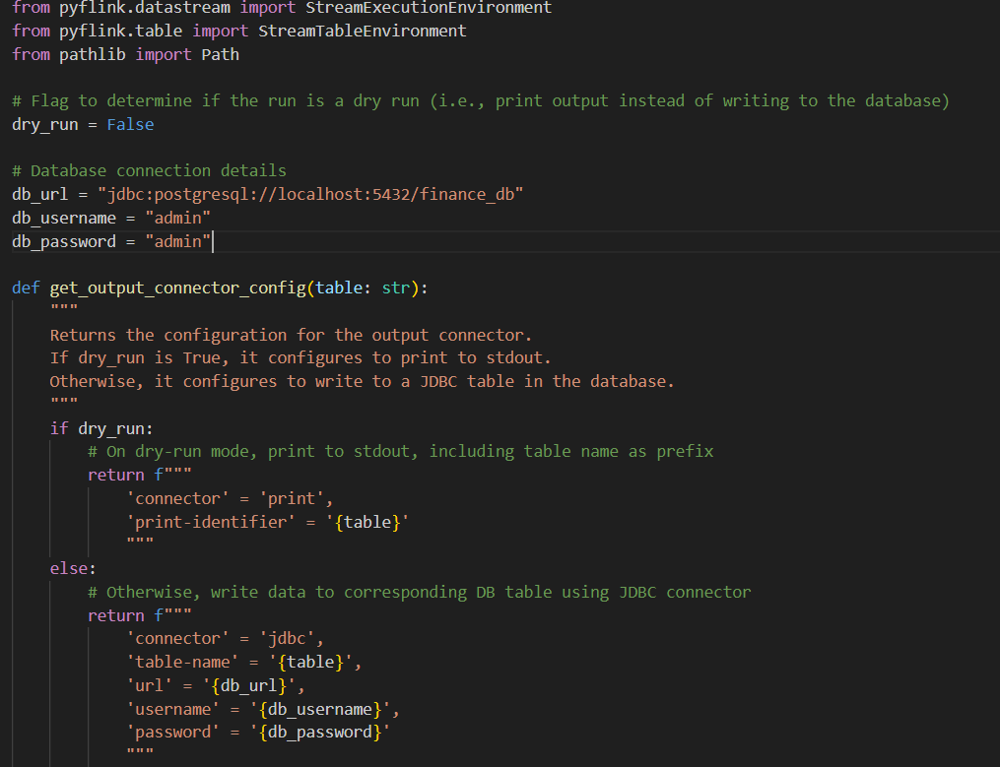 from pyflink.datastream import StreamExecutionEnvironment
from pyflink.table import StreamTableEnvironment
from pathlib import Path
# Flag to determine if the run is a dry run (i.e., print output instead of writing to the database)
dry_run = False
# Database connection details
db_url = "jdbc:postgresql://localhost:5432/finance_db"
db_username = "admin"
db_password = "admin"
def get_output_connector_config(table: str):
    """
    Returns the configuration for the output connector.
    If dry_run is True, it configures to print to stdout.
    Otherwise, it configures to write to a JDBC table in the database.
    """
    if dry_run:
        # On dry-run mode, print to stdout, including table name as prefix
        return f"""
            'connector' = 'print',
            'print-identifier' = '{table}'
            """
    else:
        # Otherwise, write data to corresponding DB table using JDBC connector
        return f"""
            'connector' = 'jdbc',
            'table-name' = '{table}',
            'url' = '{db_url}',
            'username' = '{db_username}',
            'password' = '{db_password}'
            """